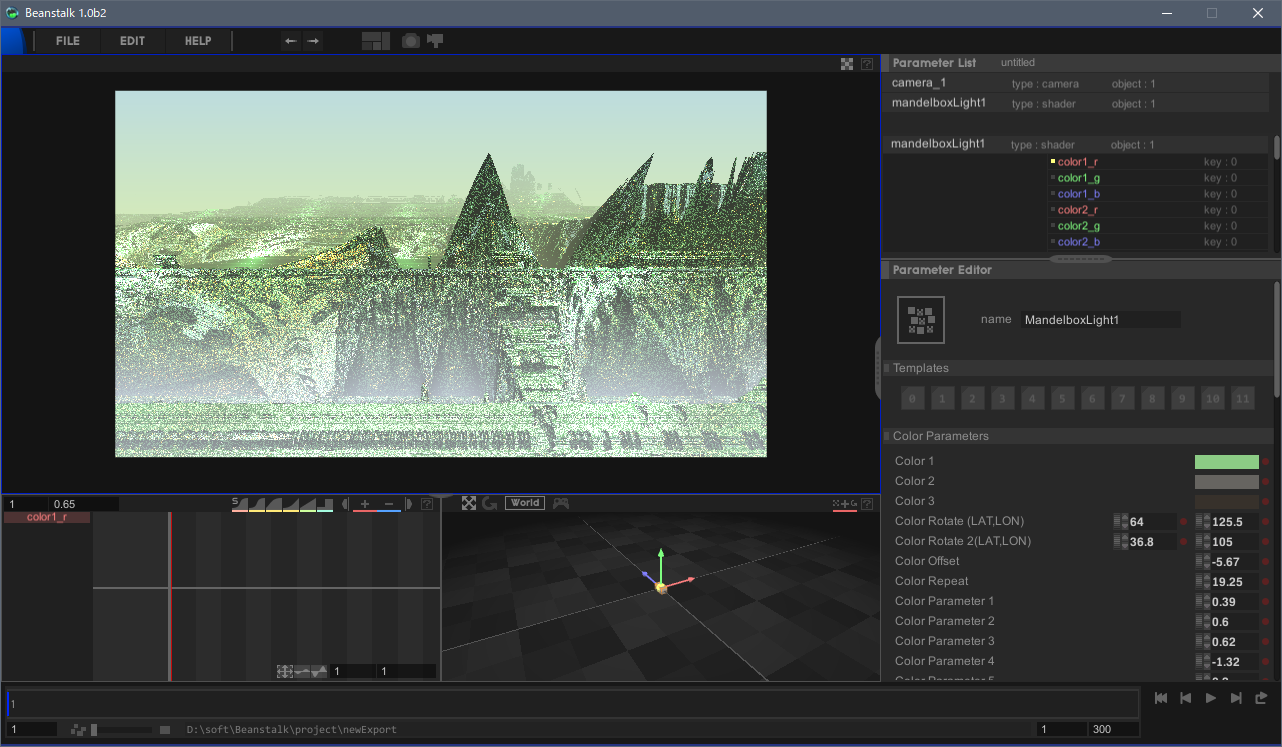 Beanstalk 1.0b2
FILE EDIT HELP
Parameter List untitled
camera_1 type : camera object : 1
mandelboxLight1 type : shader object : 1
mandelboxLight1 type : shader object : 1
color1_r key : 0
color1_g key : 0
color1_b key : 0
color2_r key : 0
color2_g key : 0
color2_b key : 0
Parameter Editor
name MandelboxLight1
Templates
0 1 2 3 4 5 6 7 8 9 10 11
Color Parameters
Color 1
Color 2
Color 3
Color Rotate (LAT,LON) 64 125.5
Color Rotate 2(LAT,LON) 36.8 105
Color Offset -5.67
Color Repeat 19.25
Color Parameter 1 0.39
Color Parameter 2 0.6
Color Parameter 3 0.62
Color Parameter 4 -1.32
1 0.65 S + − ?
color1_r
1 1
World ?
1
1 D:\soft\Beanstalk\project\newExport 1 300